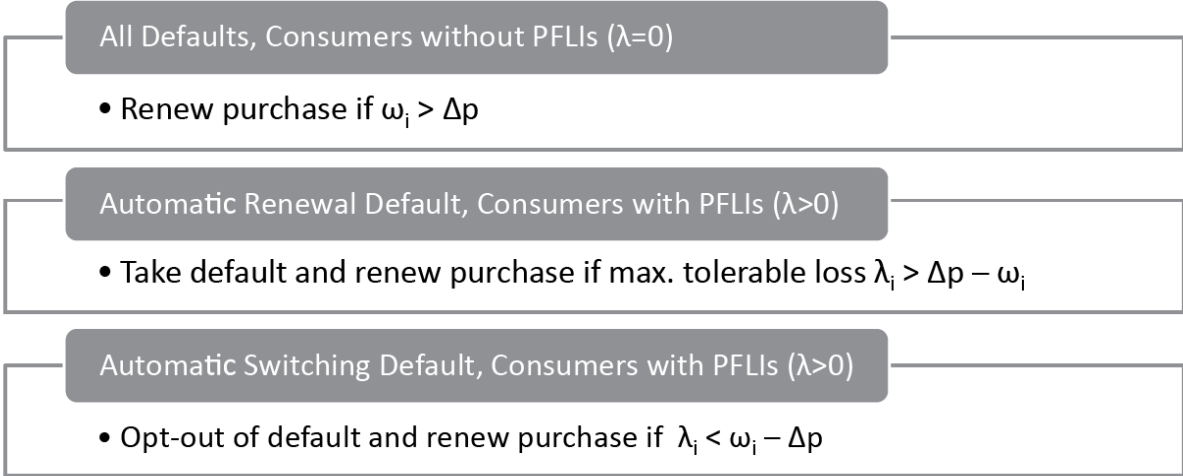 All Defaults, Consumers without PFLIs (λ=0)
• Renew purchase if ωᵢ > Δp
Automatic Renewal Default, Consumers with PFLIs (λ>0)
• Take default and renew purchase if max. tolerable loss λᵢ > Δp – ωᵢ
Automatic Switching Default, Consumers with PFLIs (λ>0)
• Opt-out of default and renew purchase if λᵢ < ωᵢ – Δp